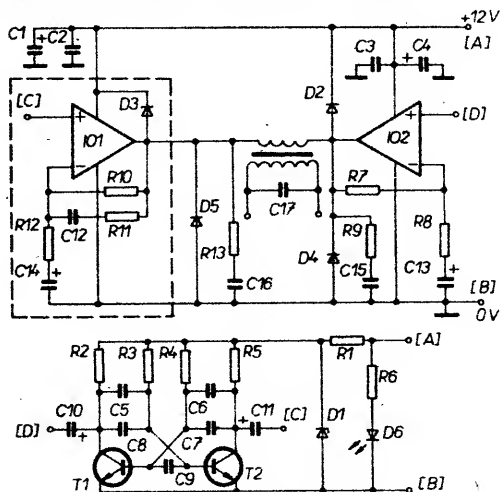 C1 + C2 +12V
[A]
C3 + C4
[C] D3 D2 [D]
+ IO1 - + IO2 -
R10 R7
R12 C12 R11 D5 R13 C17 R9 R8
C14 + C16 D4 C15 C13 + [B]
0V
R2 R3 R4 R5 R1 [A]
R6
C10 C5 C6 C11 [C]
[D] + C8 C7 + D1 D6
C9
T1 T2 [B]